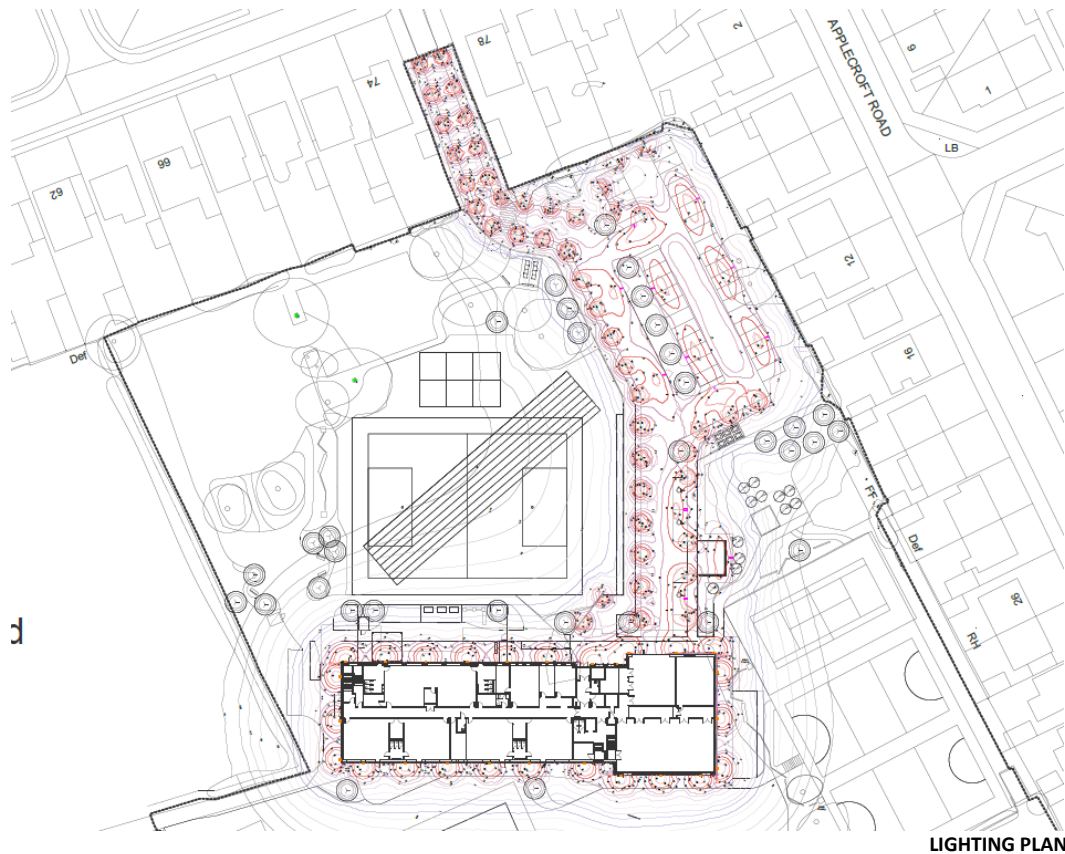 78
2
6
74
APPLECROFT ROAD
1
LB
66
62
12
Def
16
FF
Def
26
RH
d
LIGHTING PLAN